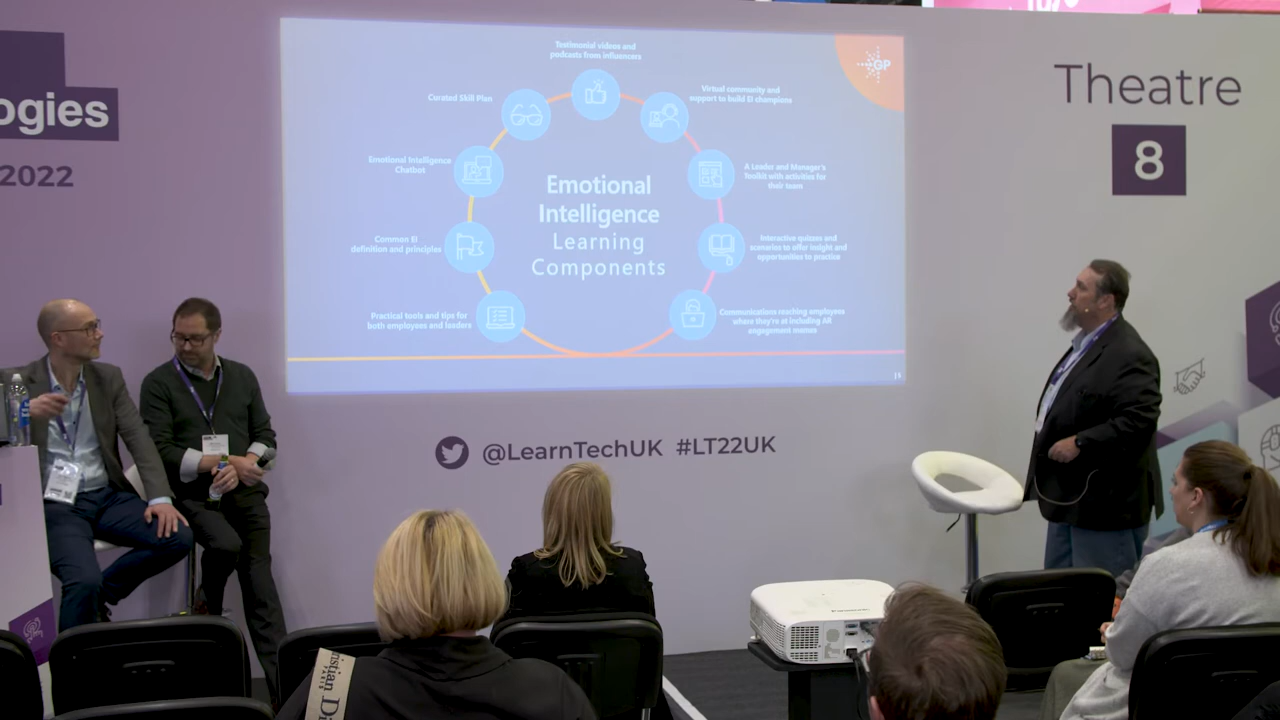 ogies
2022
Testimonial videos and
podcasts from influencers
GP
Curated Skill Plan
Virtual community and
support to build EI champions
Emotional Intelligence
Chatbot
A Leader and Manager's
Toolkit with activities for
their team
Emotional
Intelligence
Learning
Components
Common EI
definition and principles
Interactive quizzes and
scenarios to offer insight and
opportunities to practice
Practical tools and tips for
both employees and leaders
Communications reaching employees
where they're at including AR
engagement memes
Theatre
8
@LearnTechUK #LT22UK
Panasonic
stian Di
PARIS